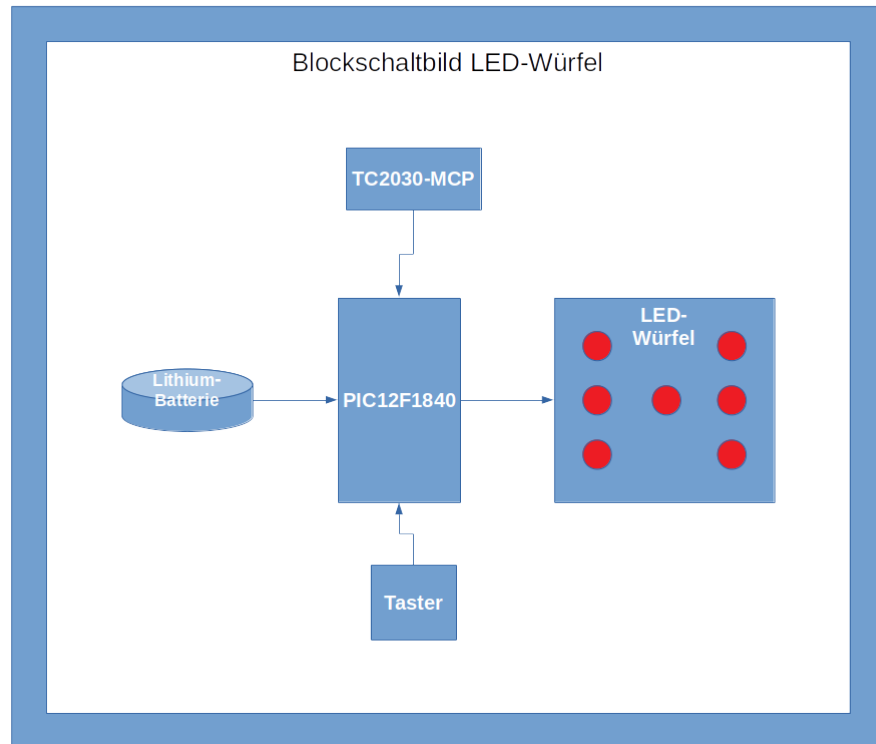 Blockschaltbild LED-Würfel
TC2030-MCP
LED-
Würfel
Lithium-
Batterie
PIC12F1840
Taster